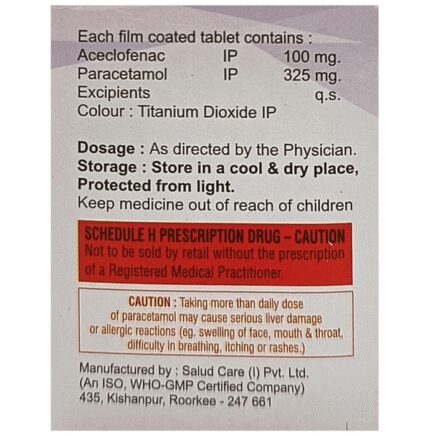 Each film coated tablet contains :
Aceclofenac IP 100 mg.
Paracetamol IP 325 mg.
Excipients q.s.
Colour : Titanium Dioxide IP
Dosage : As directed by the Physician.
Storage : Store in a cool & dry place,
Protected from light.
Keep medicine out of reach of children
SCHEDULE H PRESCRIPTION DRUG – CAUTION
Not to be sold by retail without the prescription
of a Registered Medical Practitioner.
CAUTION : Taking more than daily dose
of paracetamol may cause serious liver damage
or allergic reactions (eg. swelling of face, mouth & throat,
difficulty in breathing, itching or rashes.)
Manufactured by : Salud Care (I) Pvt. Ltd.
(An ISO, WHO-GMP Certified Company)
435, Kishanpur, Roorkee - 247 661